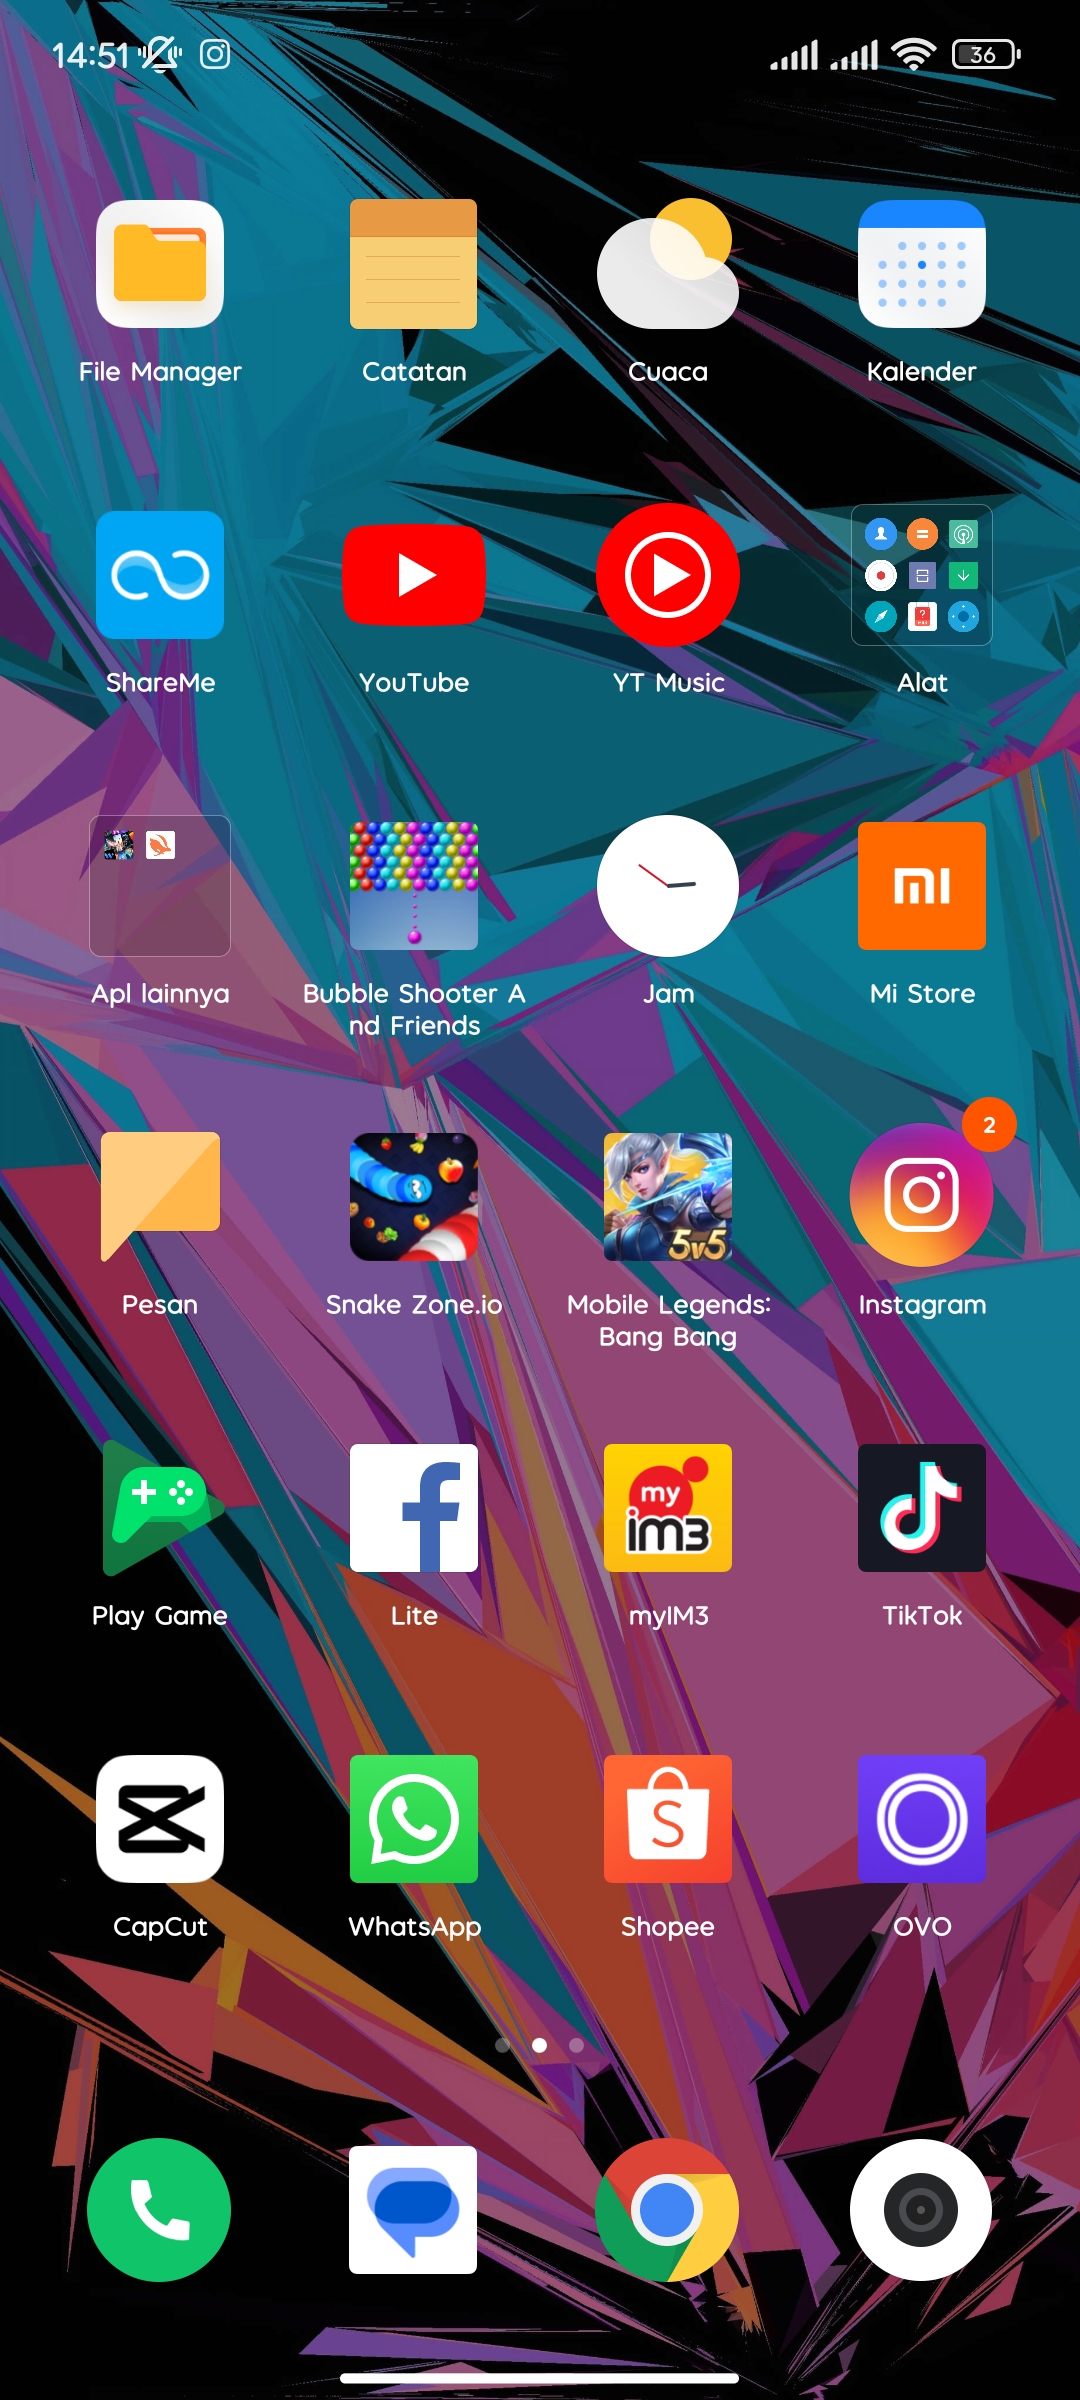 14:51
36
File Manager
Catatan
Cuaca
Kalender
ShareMe
YouTube
YT Music
Alat
Apl lainnya
Bubble Shooter A
nd Friends
Jam
mi
Mi Store
2
5v5
Pesan
Snake Zone.io
Mobile Legends:
Bang Bang
Instagram
my
im3
Play Game
Lite
myIM3
TikTok
S
CapCut
WhatsApp
Shopee
OVO